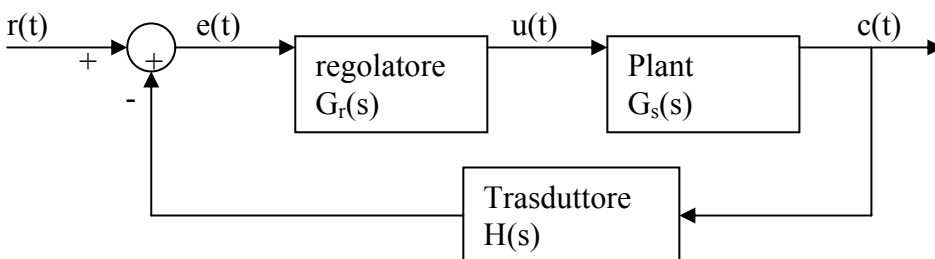 r(t)
e(t)
u(t)
c(t)
+
+
-
regolatore
Gr(s)
Plant
Gs(s)
Trasduttore
H(s)